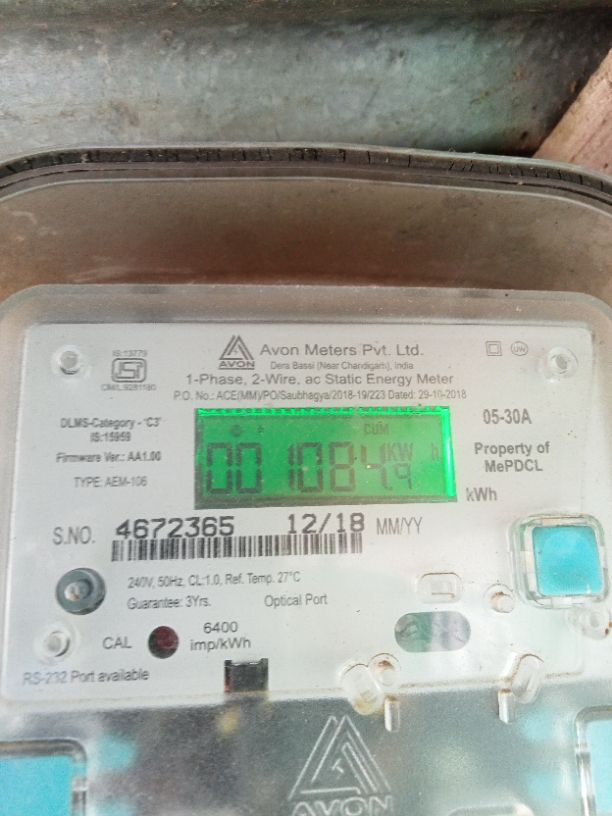 IS:13779
CM/L 9281180
AVON
Avon Meters Pvt. Ltd.
Dera Bassi (Near Chandigarh), India
1-Phase, 2-Wire, ac Static Energy Meter
P.O. No.: ACE(MM)/PO/Saubhagya/2018-19/223 Dated: 29-10-2018
DLMS-Category - 'C3'
IS:15959
Firmware Ver.: AA1.00
TYPE: AEM-106
CUM
001084.9 KW h
kWh
05-30A
Property of
MePDCL
S.NO. 4672365 12/18 MM/YY
240V, 50Hz, CL:1.0, Ref. Temp. 27°C
Guarantee: 3Yrs. Optical Port
CAL 6400
imp/kWh
RS-232 Port available
AVON